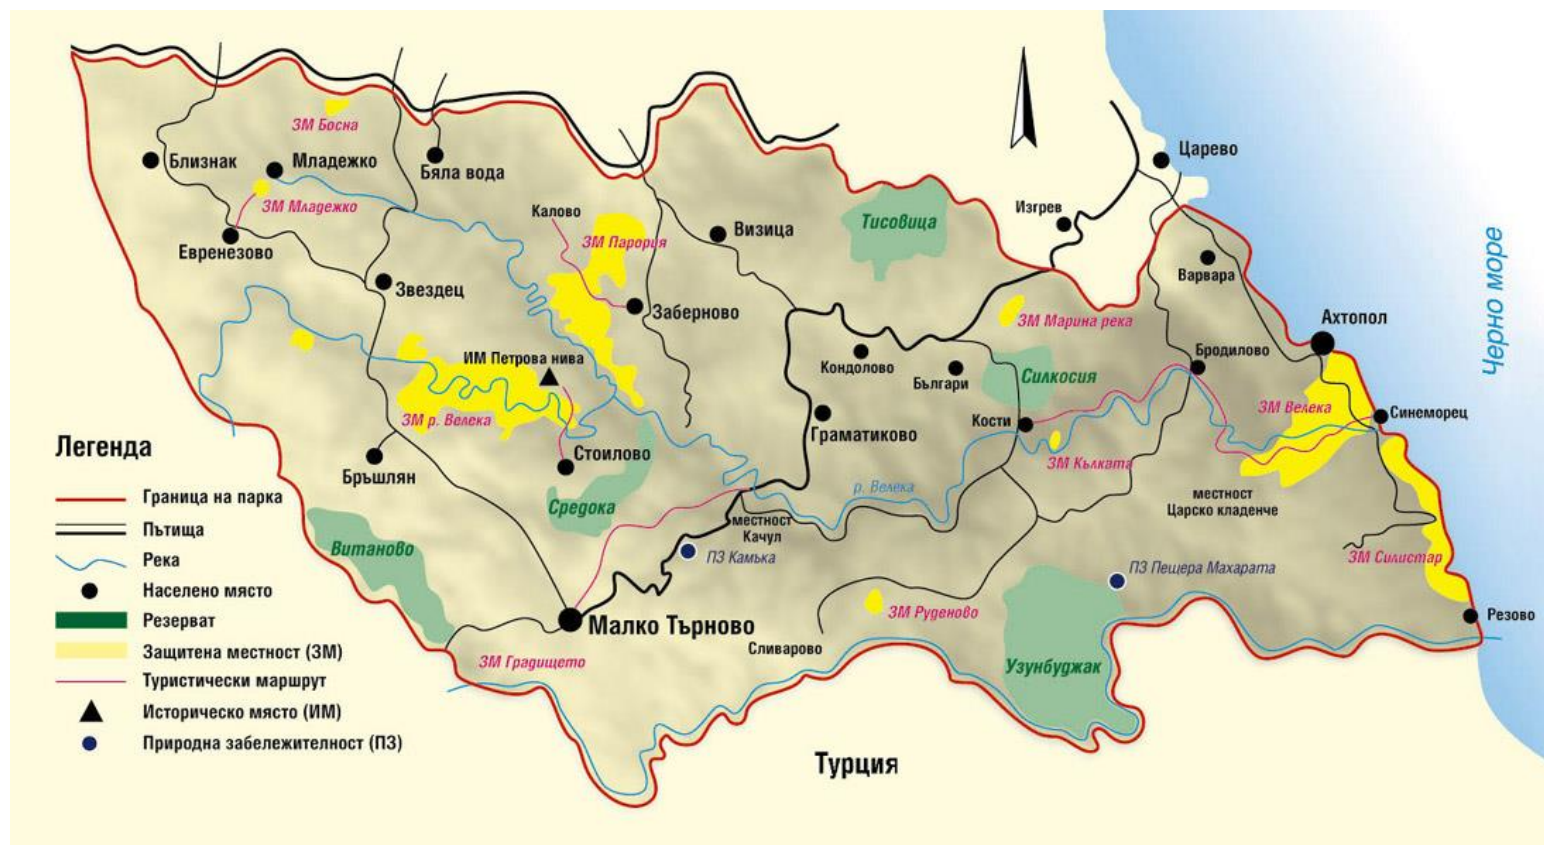 Царево
ЗМ Босна
Близнак
Младежко
Бяла вода
ЗМ Младежко
Калово
Изгрев
Тисовица
Визица
ЗМ Парория
Евренезово
Варвара
Звездец
Заберново
ЗМ Марина река
Ахтопол
Черно море
ИМ Петрова нива
Кондолово
Българи
Силкосия
Бродилово
ЗМ р. Велека
Граматиково
Кости
ЗМ Велека
Синеморец
Стоилово
Бръшлян
ЗМ Кълката
р. Велека
Средока
местност
Качул
местност
Царско кладенче
Витаново
ПЗ Камъка
ПЗ Пещера Махарата
ЗМ Силистар
ЗМ Руденово
Резово
Малко Търново
Сливарово
ЗМ Градището
Узунбуджак
Турция
Легенда
Граница на парка
Пътища
Река
Населено място
Резерват
Защитена местност (ЗМ)
Туристически маршрут
Историческо място (ИМ)
Природна забележителност (ПЗ)